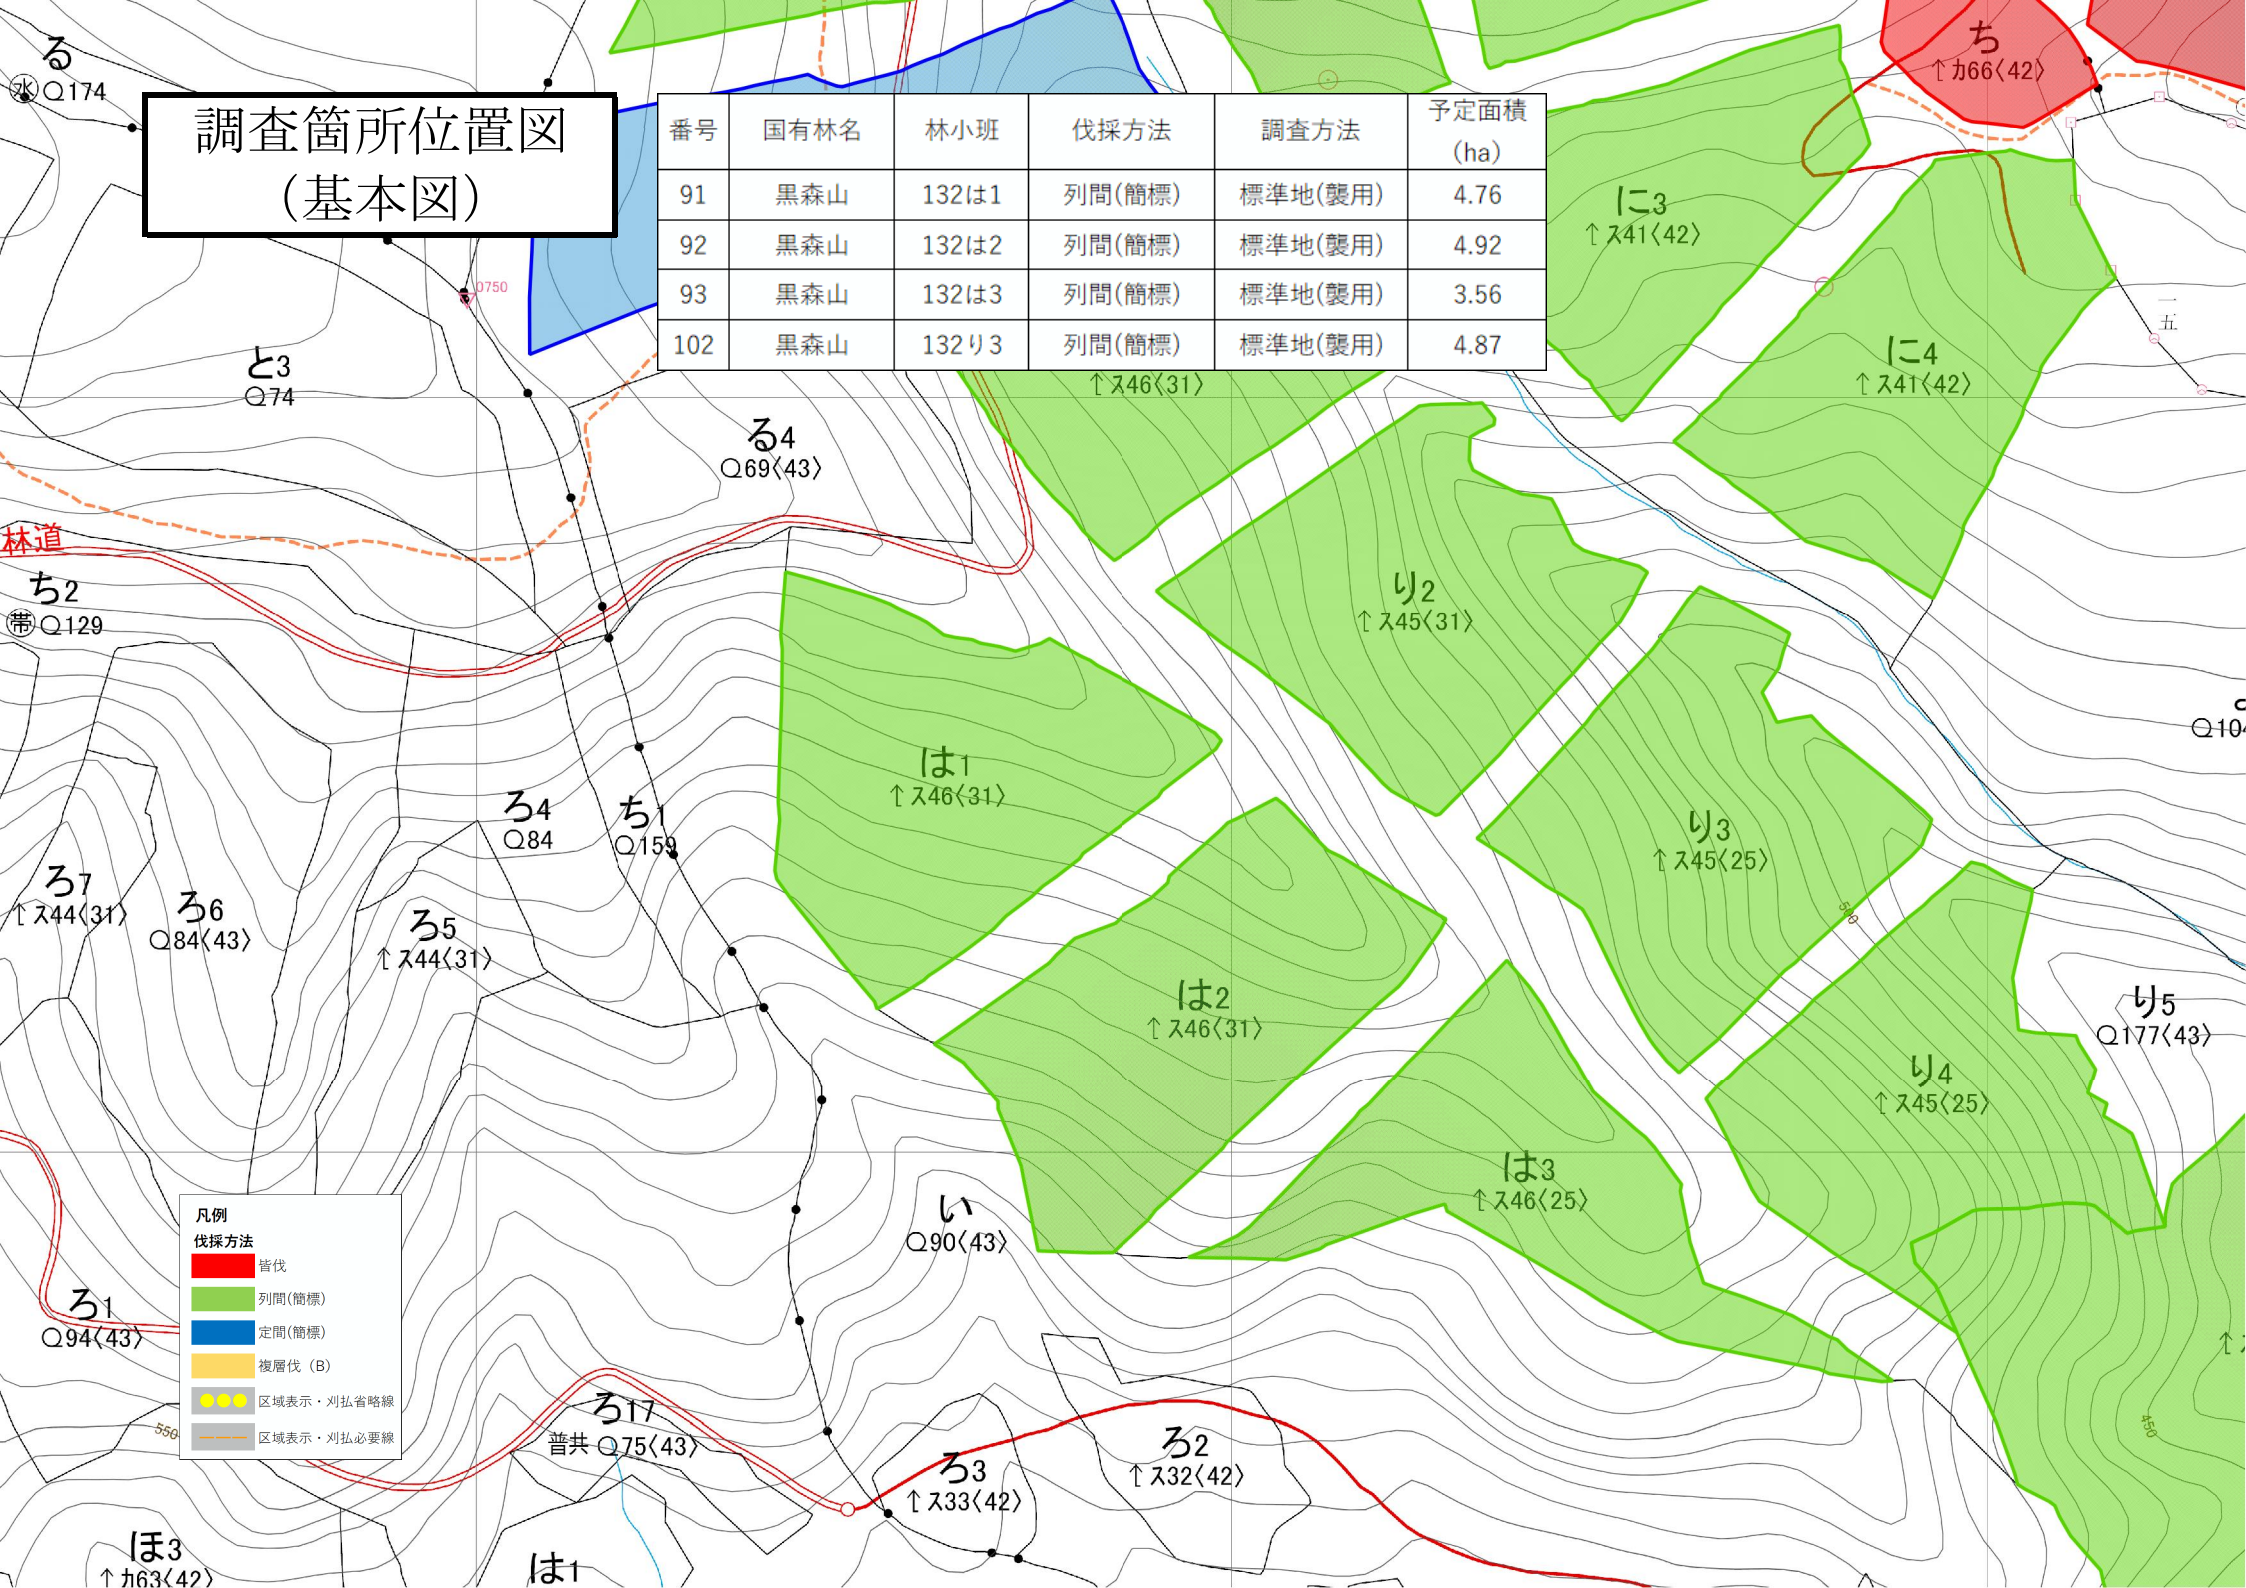 調査箇所位置図
（基本図）
番号 国有林名 林小班 伐採方法 調査方法 予定面積（ha）
91 黒森山 132は1 列間(簡標) 標準地(襲用) 4.76
92 黒森山 132は2 列間(簡標) 標準地(襲用) 4.92
93 黒森山 132は3 列間(簡標) 標準地(襲用) 3.56
102 黒森山 132り3 列間(簡標) 標準地(襲用) 4.87
る
水 Q174
ち
↑カ66〈42〉
に3
↑ス41〈42〉
0750
一五
と3
Q74
に4
↑ス41〈42〉
↑ス46〈31〉
る4
Q69〈43〉
林道
ち2
帯 Q129
り2
↑ス45〈31〉
Q104
は1
↑ス46〈31〉
ろ4
Q84
ち1
Q159
り3
↑ス45〈25〉
ろ7
↑ス44〈31〉
ろ6
Q84〈43〉
ろ5
↑ス44〈31〉
500
は2
↑ス46〈31〉
り5
Q177〈43〉
り4
↑ス45〈25〉
は3
↑ス46〈25〉
い
Q90〈43〉
凡例
伐採方法
皆伐
列間(簡標)
定間(簡標)
複層伐（B）
区域表示・刈払省略線
区域表示・刈払必要線
ろ1
Q94〈43〉
550
450
ろ17
普共 Q75〈43〉
ろ3
↑ス33〈42〉
ろ2
↑ス32〈42〉
ほ3
↑カ63〈42〉
は1